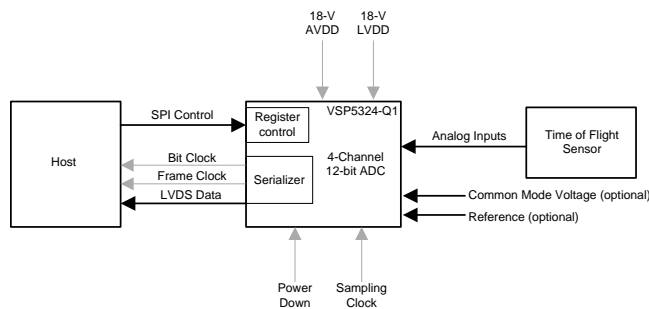 18-V
AVDD
18-V
LVDD
VSP5324-Q1
SPI Control
Register
control
Host
Bit Clock
Frame Clock
LVDS Data
Serializer
4-Channel
12-bit ADC
Analog Inputs
Time of Flight
Sensor
Common Mode Voltage (optional)
Reference (optional)
Power
Down
Sampling
Clock